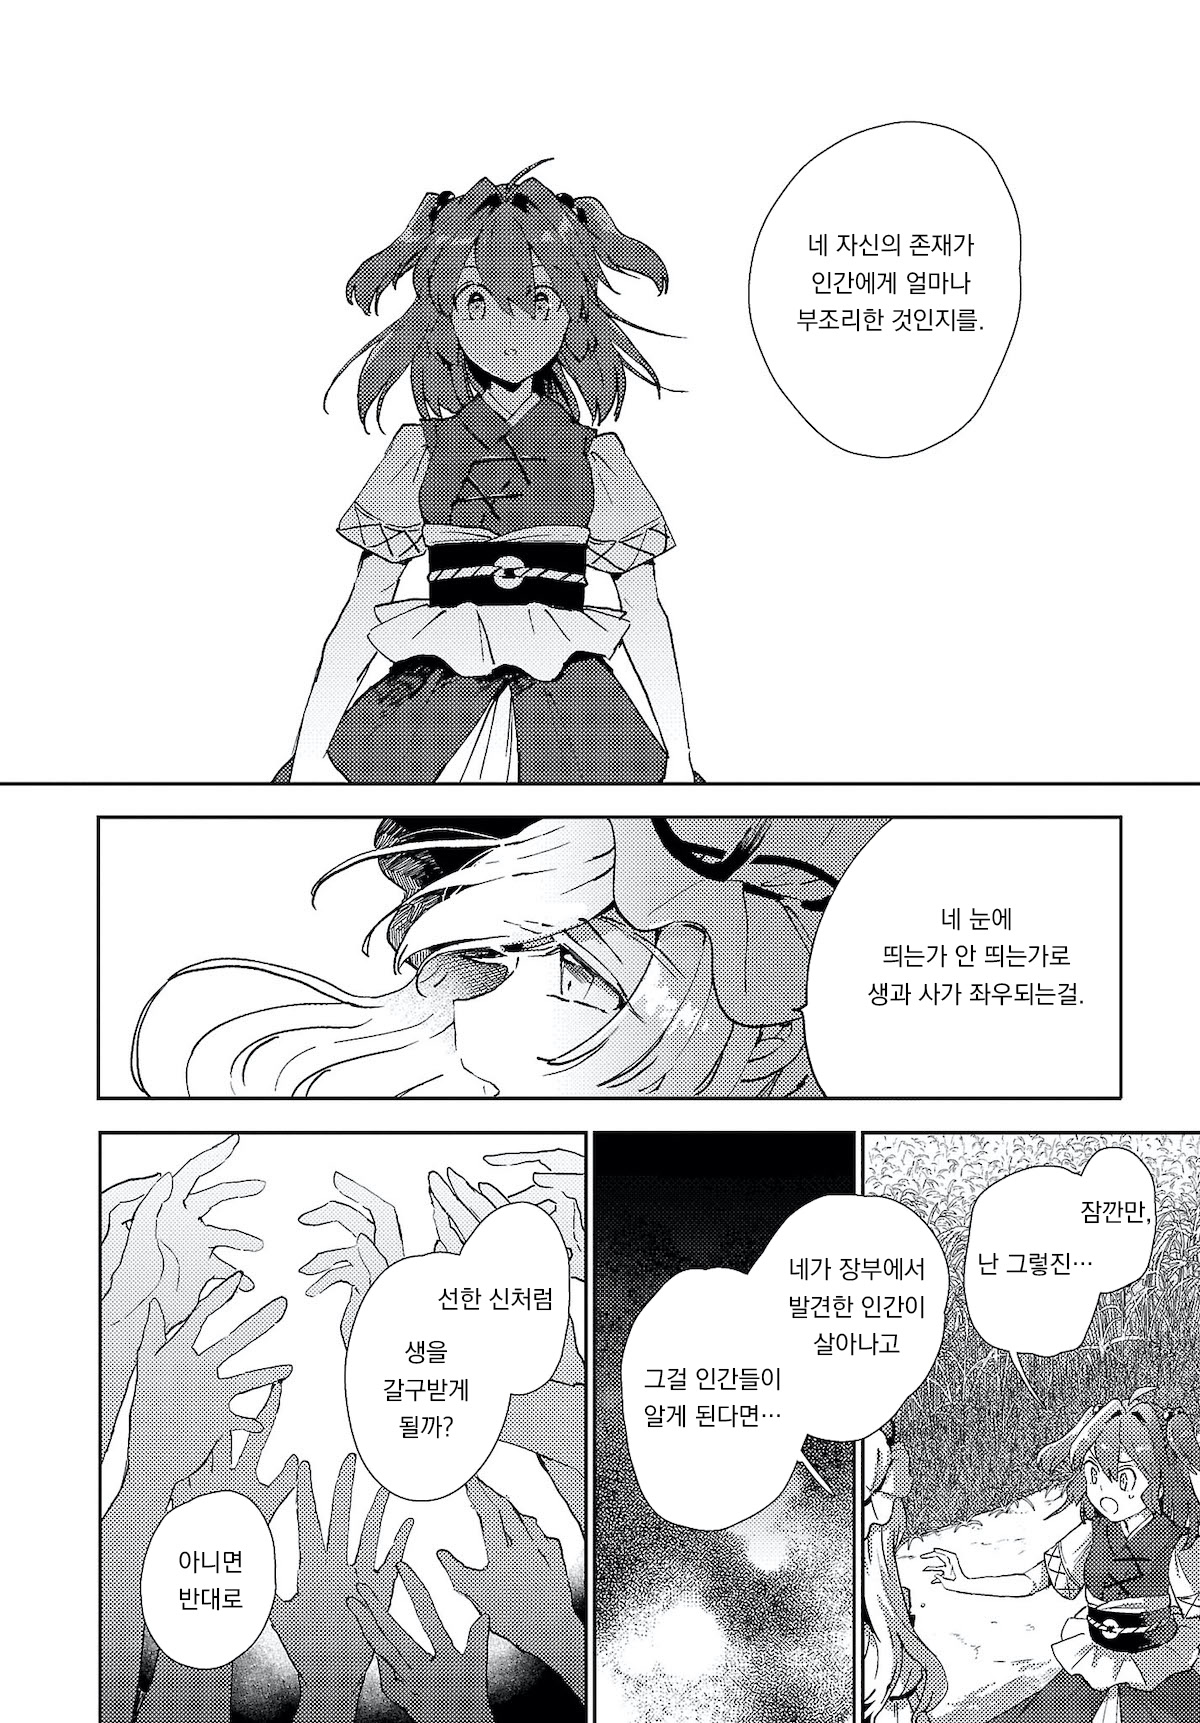 네 자신의 존재가
인간에게 얼마나
부조리한 것인지를.
네 눈에
띄는가 안 띄는가로
생과 사가 좌우되는걸.
잠깐만,
난 그렇진…
네가 장부에서
발견한 인간이
살아나고
그걸 인간들이
알게 된다면…
선한 신처럼
생을
갈구받게
될까?
아니면
반대로